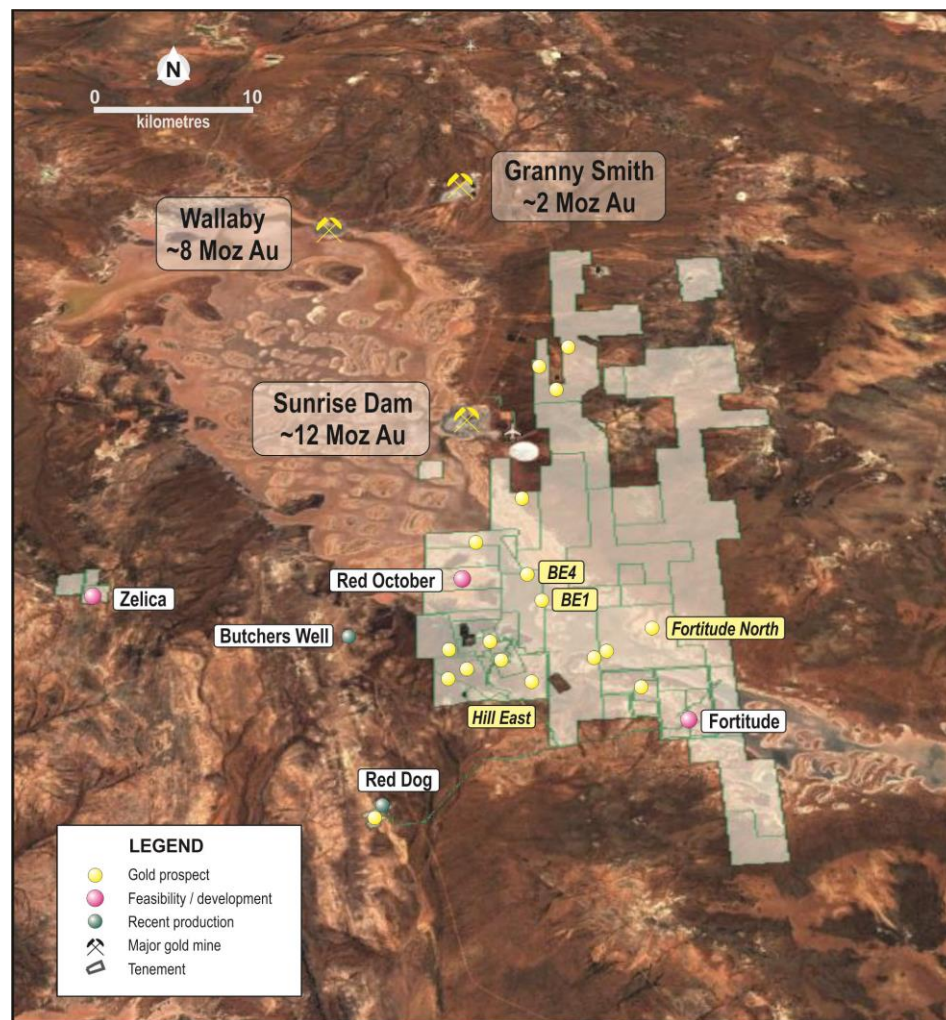 N
0 10
kilometres
Granny Smith
~2 Moz Au
Wallaby
~8 Moz Au
Sunrise Dam
~12 Moz Au
Red October
BE4
BE1
Zelica
Butchers Well
Fortitude North
Hill East
Fortitude
Red Dog
LEGEND
Gold prospect
Feasibility / development
Recent production
Major gold mine
Tenement